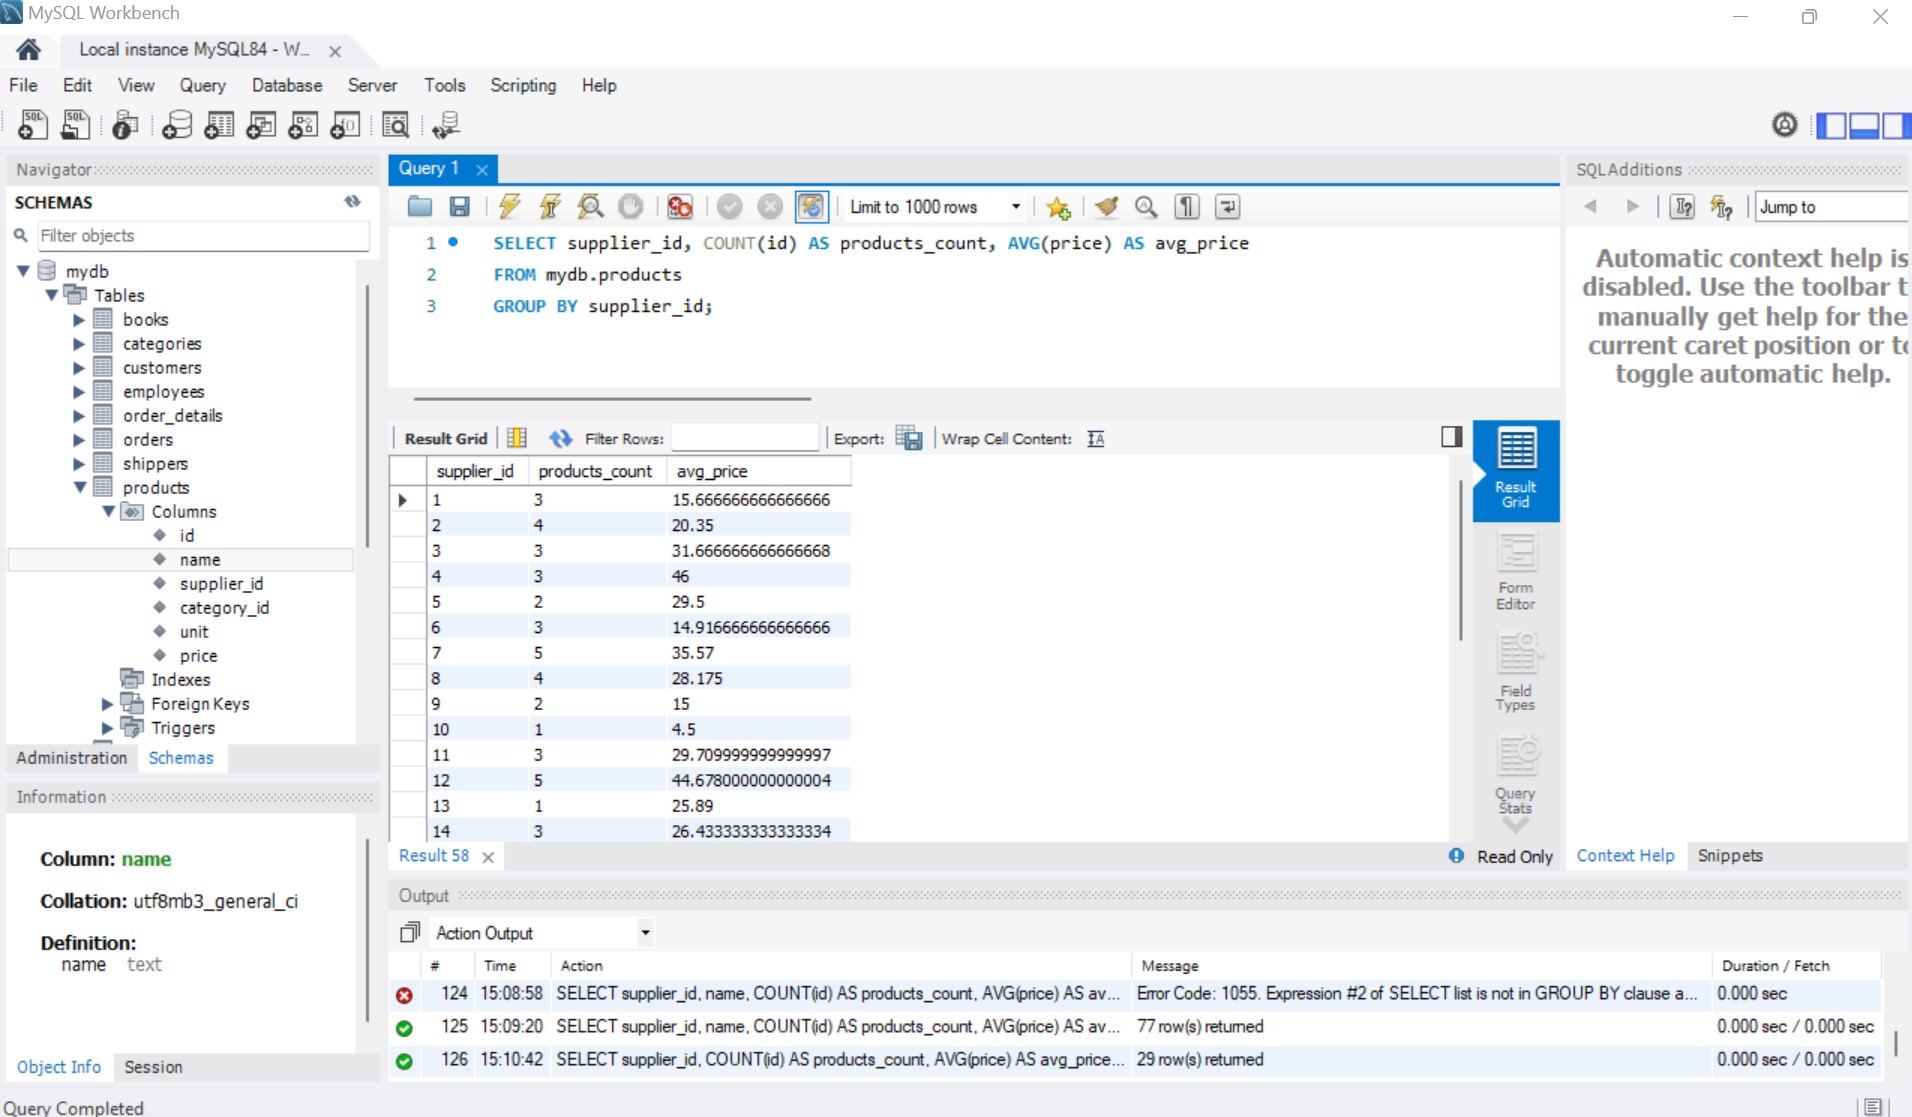 MySQL Workbench
Local instance MySQL84 - W...
File Edit View Query Database Server Tools Scripting Help
Navigator
SCHEMAS
Filter objects
mydb
Tables
books
categories
customers
employees
order_details
orders
shippers
products
Columns
id
name
supplier_id
category_id
unit
price
Indexes
Foreign Keys
Triggers
Administration Schemas
Information
Column: name
Collation: utf8mb3_general_ci
Definition:
name text
Object Info Session
Query 1
Limit to 1000 rows
1 SELECT supplier_id, COUNT(id) AS products_count, AVG(price) AS avg_price
2 FROM mydb.products
3 GROUP BY supplier_id;
Result Grid Filter Rows: Export: Wrap Cell Content:
supplier_id products_count avg_price
1 3 15.666666666666666
2 4 20.35
3 3 31.666666666666668
4 3 46
5 2 29.5
6 3 14.916666666666666
7 5 35.57
8 4 28.175
9 2 15
10 1 4.5
11 3 29.709999999999997
12 5 44.678000000000004
13 1 25.89
14 3 26.433333333333334
Result Grid
Form Editor
Field Types
Query Stats
Result 58
Read Only
SQLAdditions
Jump to
Automatic context help is
disabled. Use the toolbar t
manually get help for the
current caret position or to
toggle automatic help.
Context Help Snippets
Output
Action Output
# Time Action Message Duration / Fetch
124 15:08:58 SELECT supplier_id, name, COUNT(id) AS products_count, AVG(price) AS av... Error Code: 1055. Expression #2 of SELECT list is not in GROUP BY clause a... 0.000 sec
125 15:09:20 SELECT supplier_id, name, COUNT(id) AS products_count, AVG(price) AS av... 77 row(s) returned 0.000 sec / 0.000 sec
126 15:10:42 SELECT supplier_id, COUNT(id) AS products_count, AVG(price) AS avg_price... 29 row(s) returned 0.000 sec / 0.000 sec
Query Completed